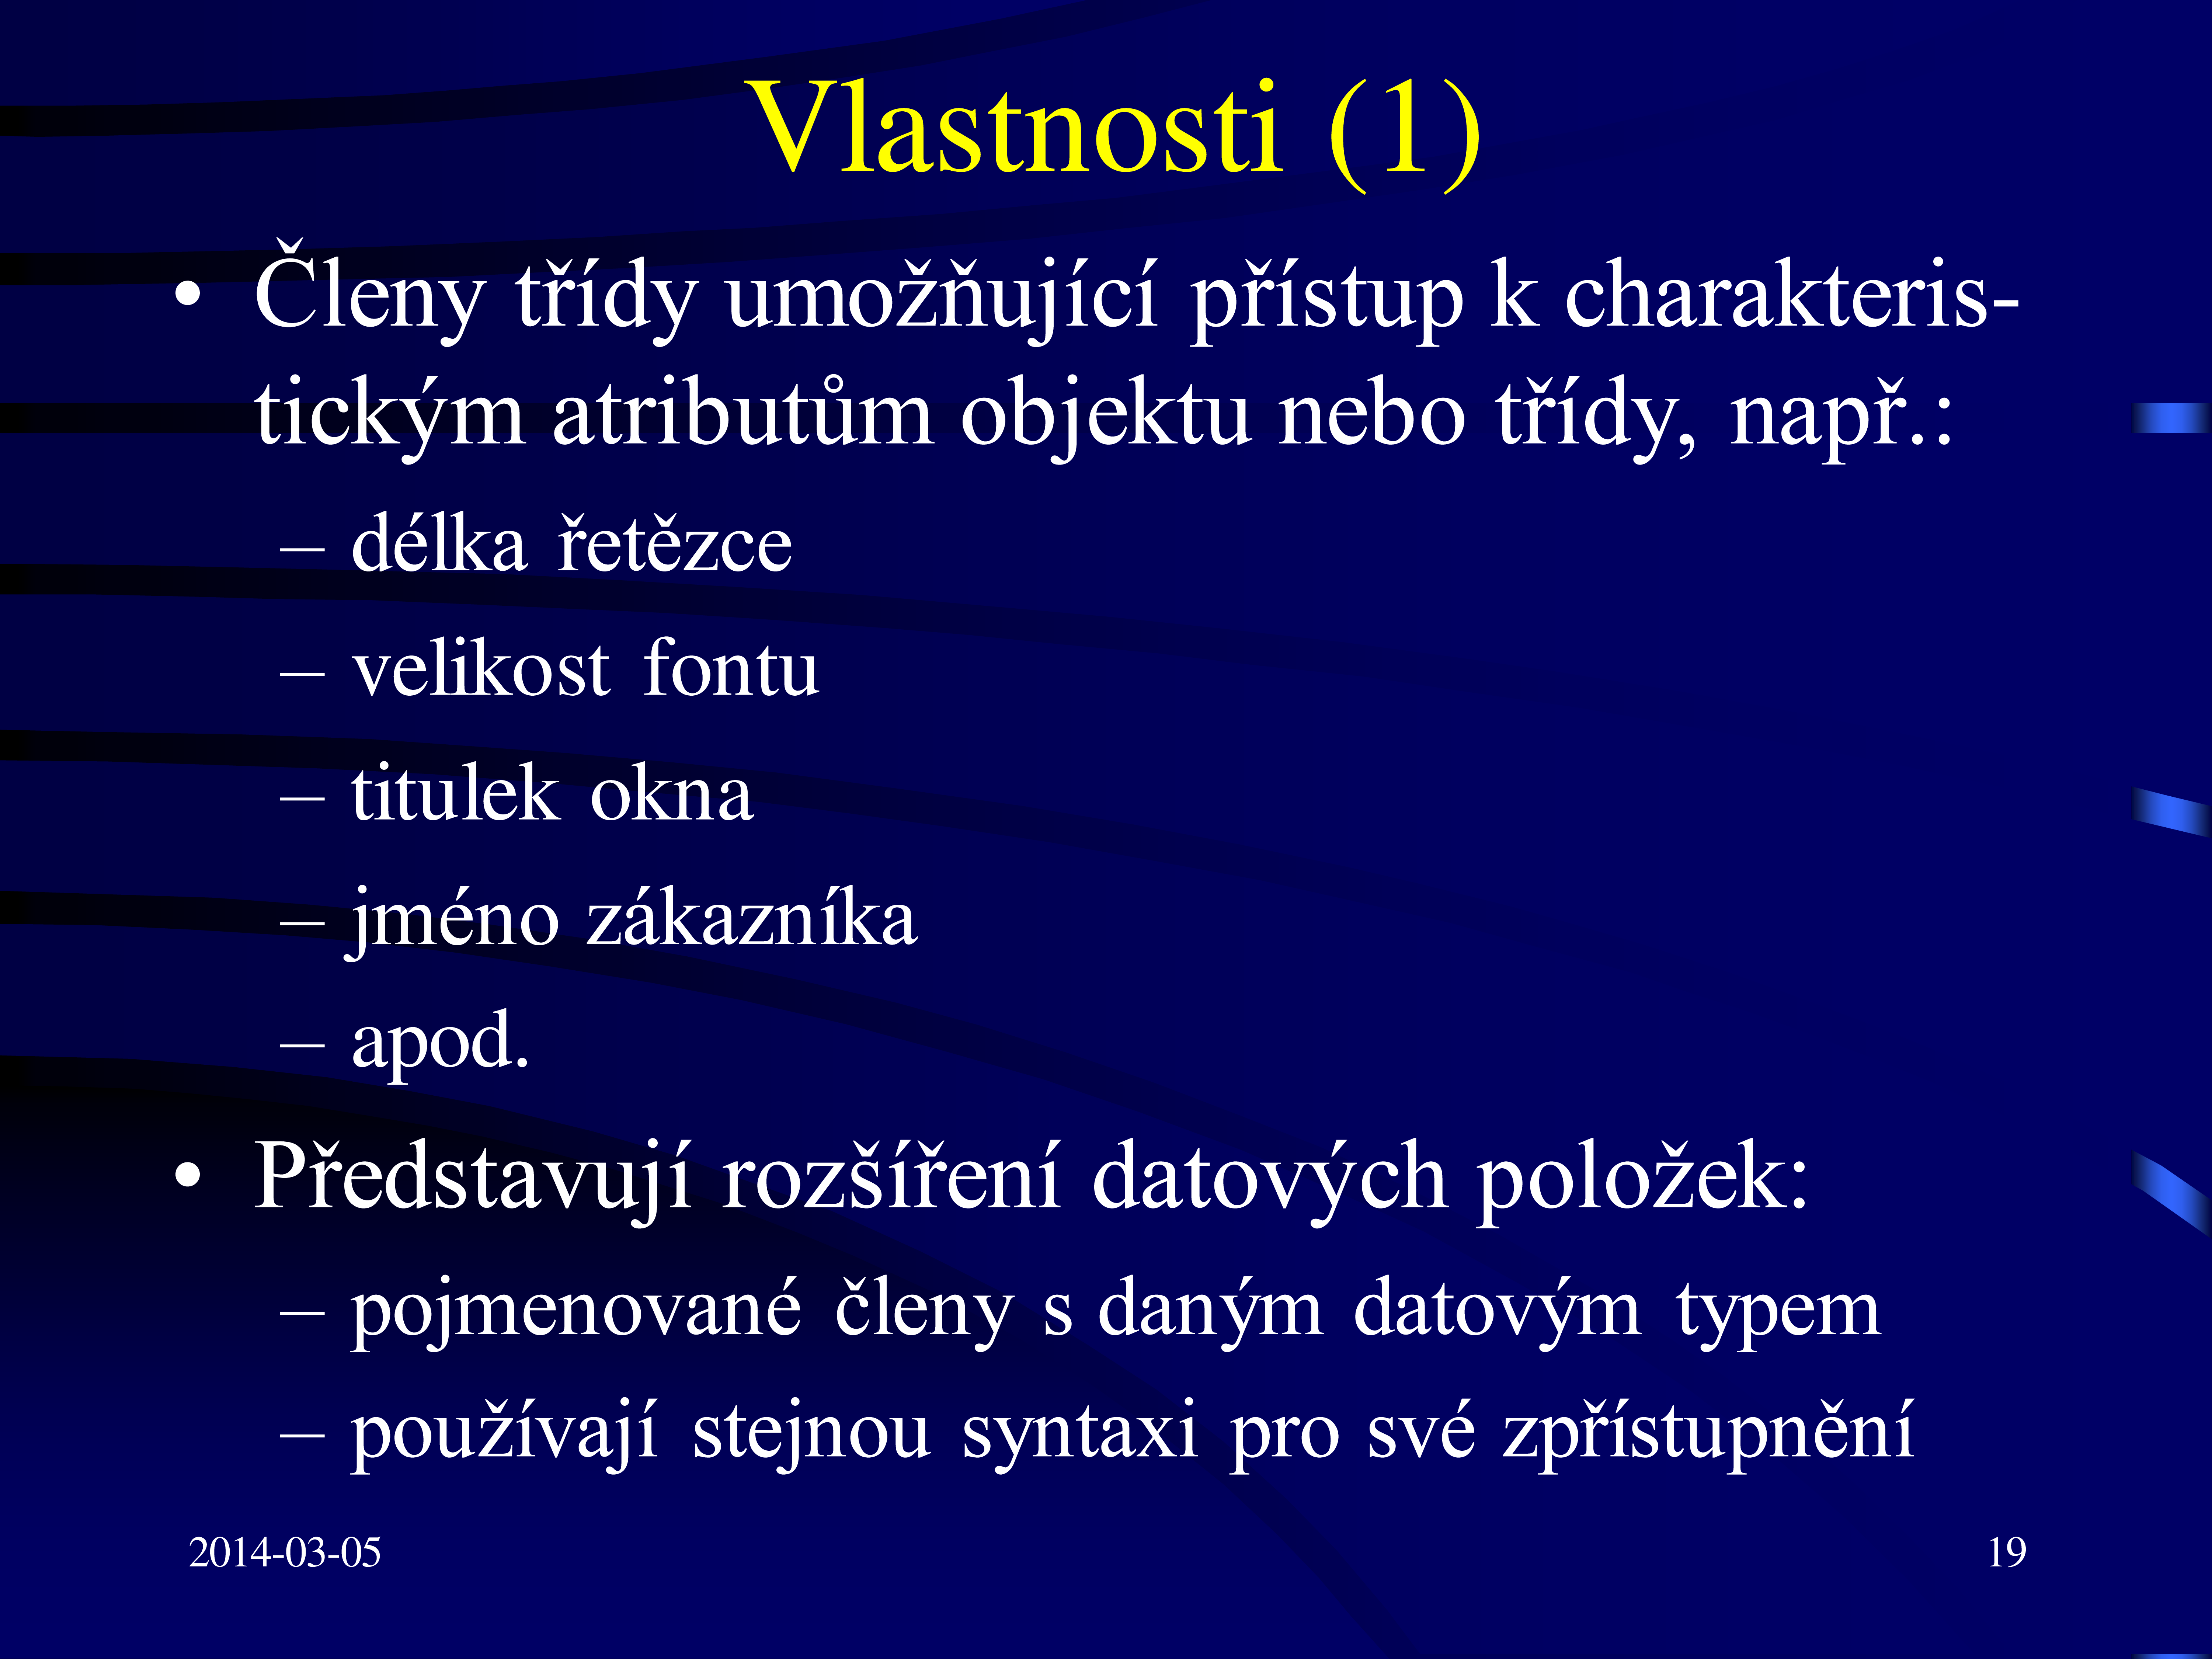 Vlastnosti (1)
• Členy třídy umožňující přístup k charakteris-
tickým atributům objektu nebo třídy, např.:
– délka řetězce
– velikost fontu
– titulek okna
– jméno zákazníka
– apod.
• Představují rozšíření datových položek:
– pojmenované členy s daným datovým typem
– používají stejnou syntaxi pro své zpřístupnění
2014-03-05
19